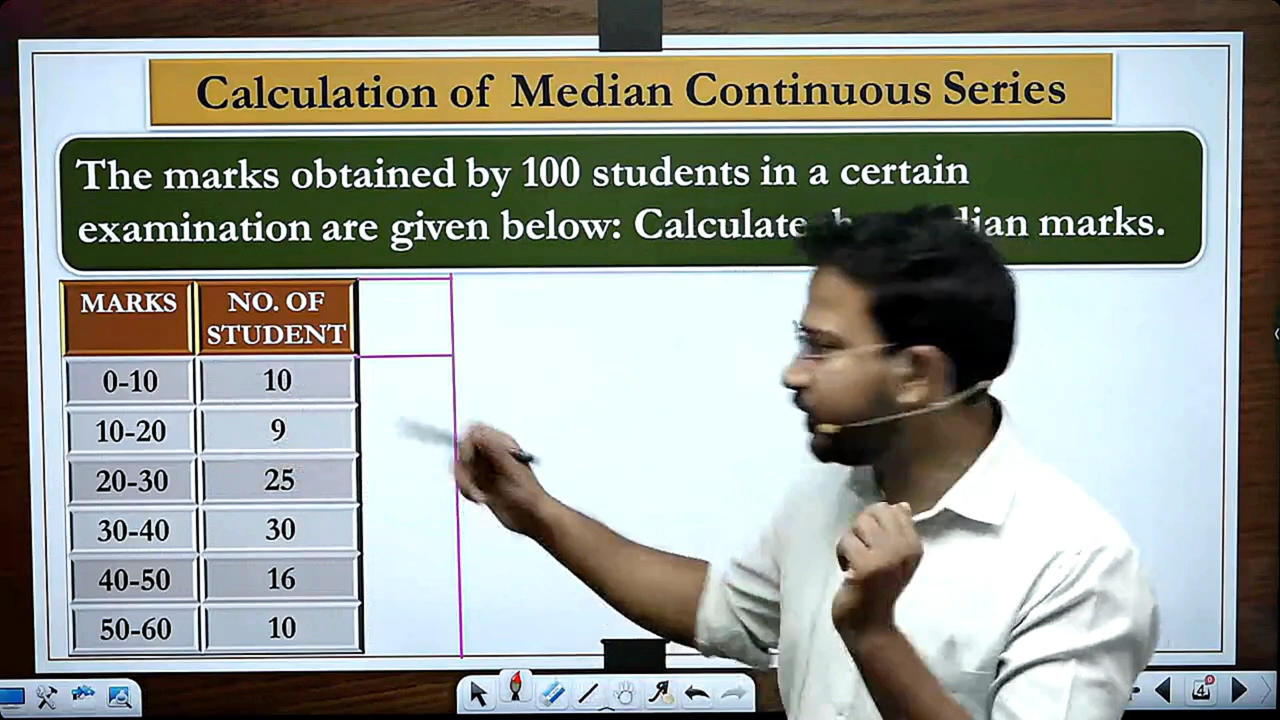 Calculation of Median Continuous Series
The marks obtained by 100 students in a certain
examination are given below: Calculate marks.
MARKS NO. OF STUDENT
0-10 10
10-20 9
20-30 25
30-40 30
40-50 16
50-60 10
4
0